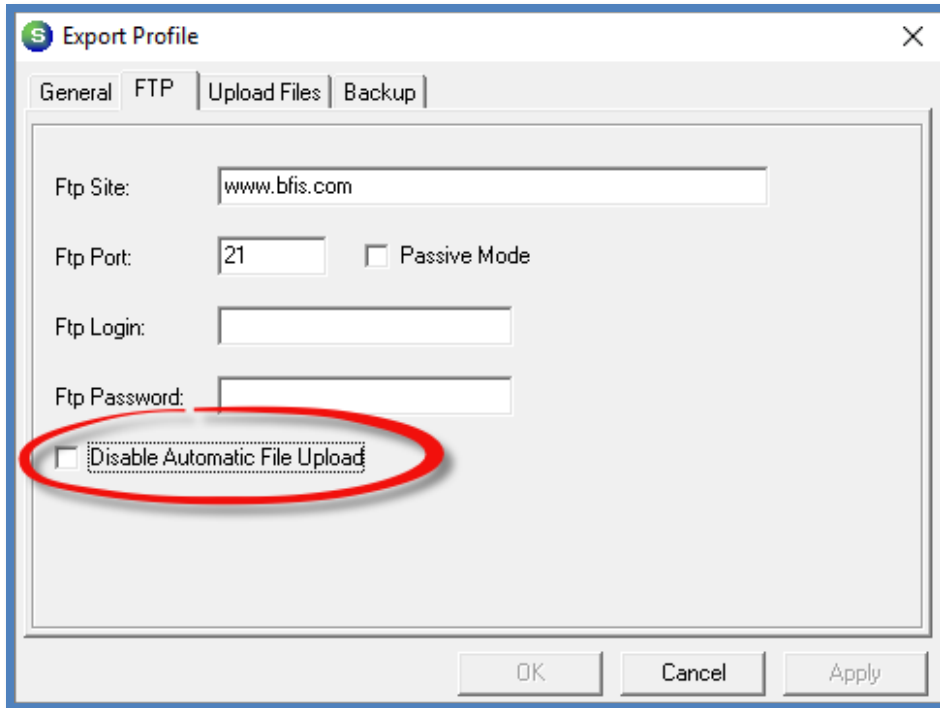 S Export Profile
General FTP Upload Files Backup
Ftp Site: www.bfis.com
Ftp Port: 21 Passive Mode
Ftp Login:
Ftp Password:
Disable Automatic File Upload
OK Cancel Apply